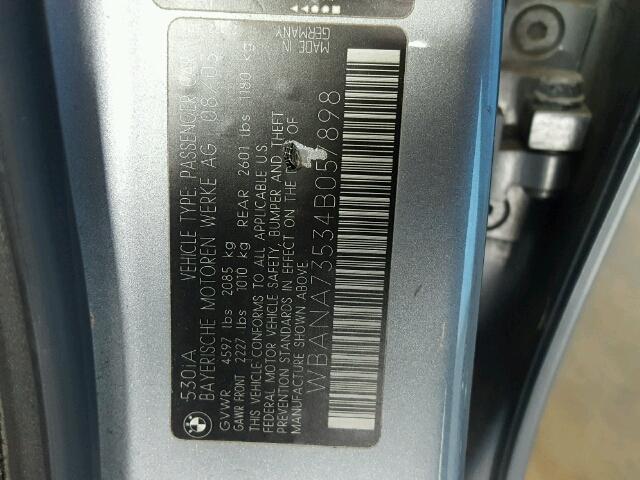 530iA VEHICLE TYPE: PASSENGER CAR
BAYERISCHE MOTOREN WERKE AG 08/03
GVWR 4597 lbs 2085 kg
GAWR FRONT 2227 lbs 1010 kg REAR 2601 lbs 1180 kg
THIS VEHICLE CONFORMS TO ALL APPLICABLE U.S.
FEDERAL MOTOR VEHICLE SAFETY, BUMPER AND THEFT
PREVENTION STANDARDS IN EFFECT ON THE OF
MANUFACTURE SHOWN ABOVE.
MADE IN
GERMANY
WBANA73534B057898
BMW